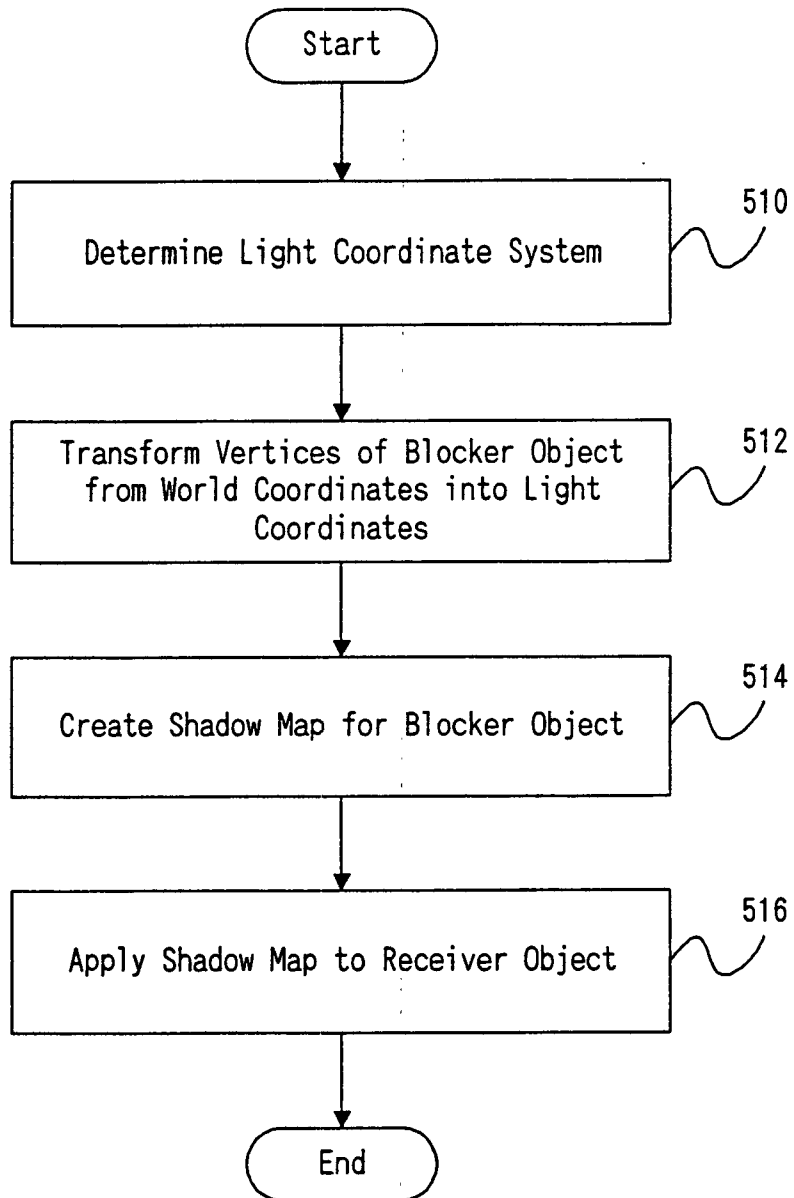 Start
Determine Light Coordinate System
510
Transform Vertices of Blocker Object
from World Coordinates into Light
Coordinates
512
Create Shadow Map for Blocker Object
514
Apply Shadow Map to Receiver Object
516
End